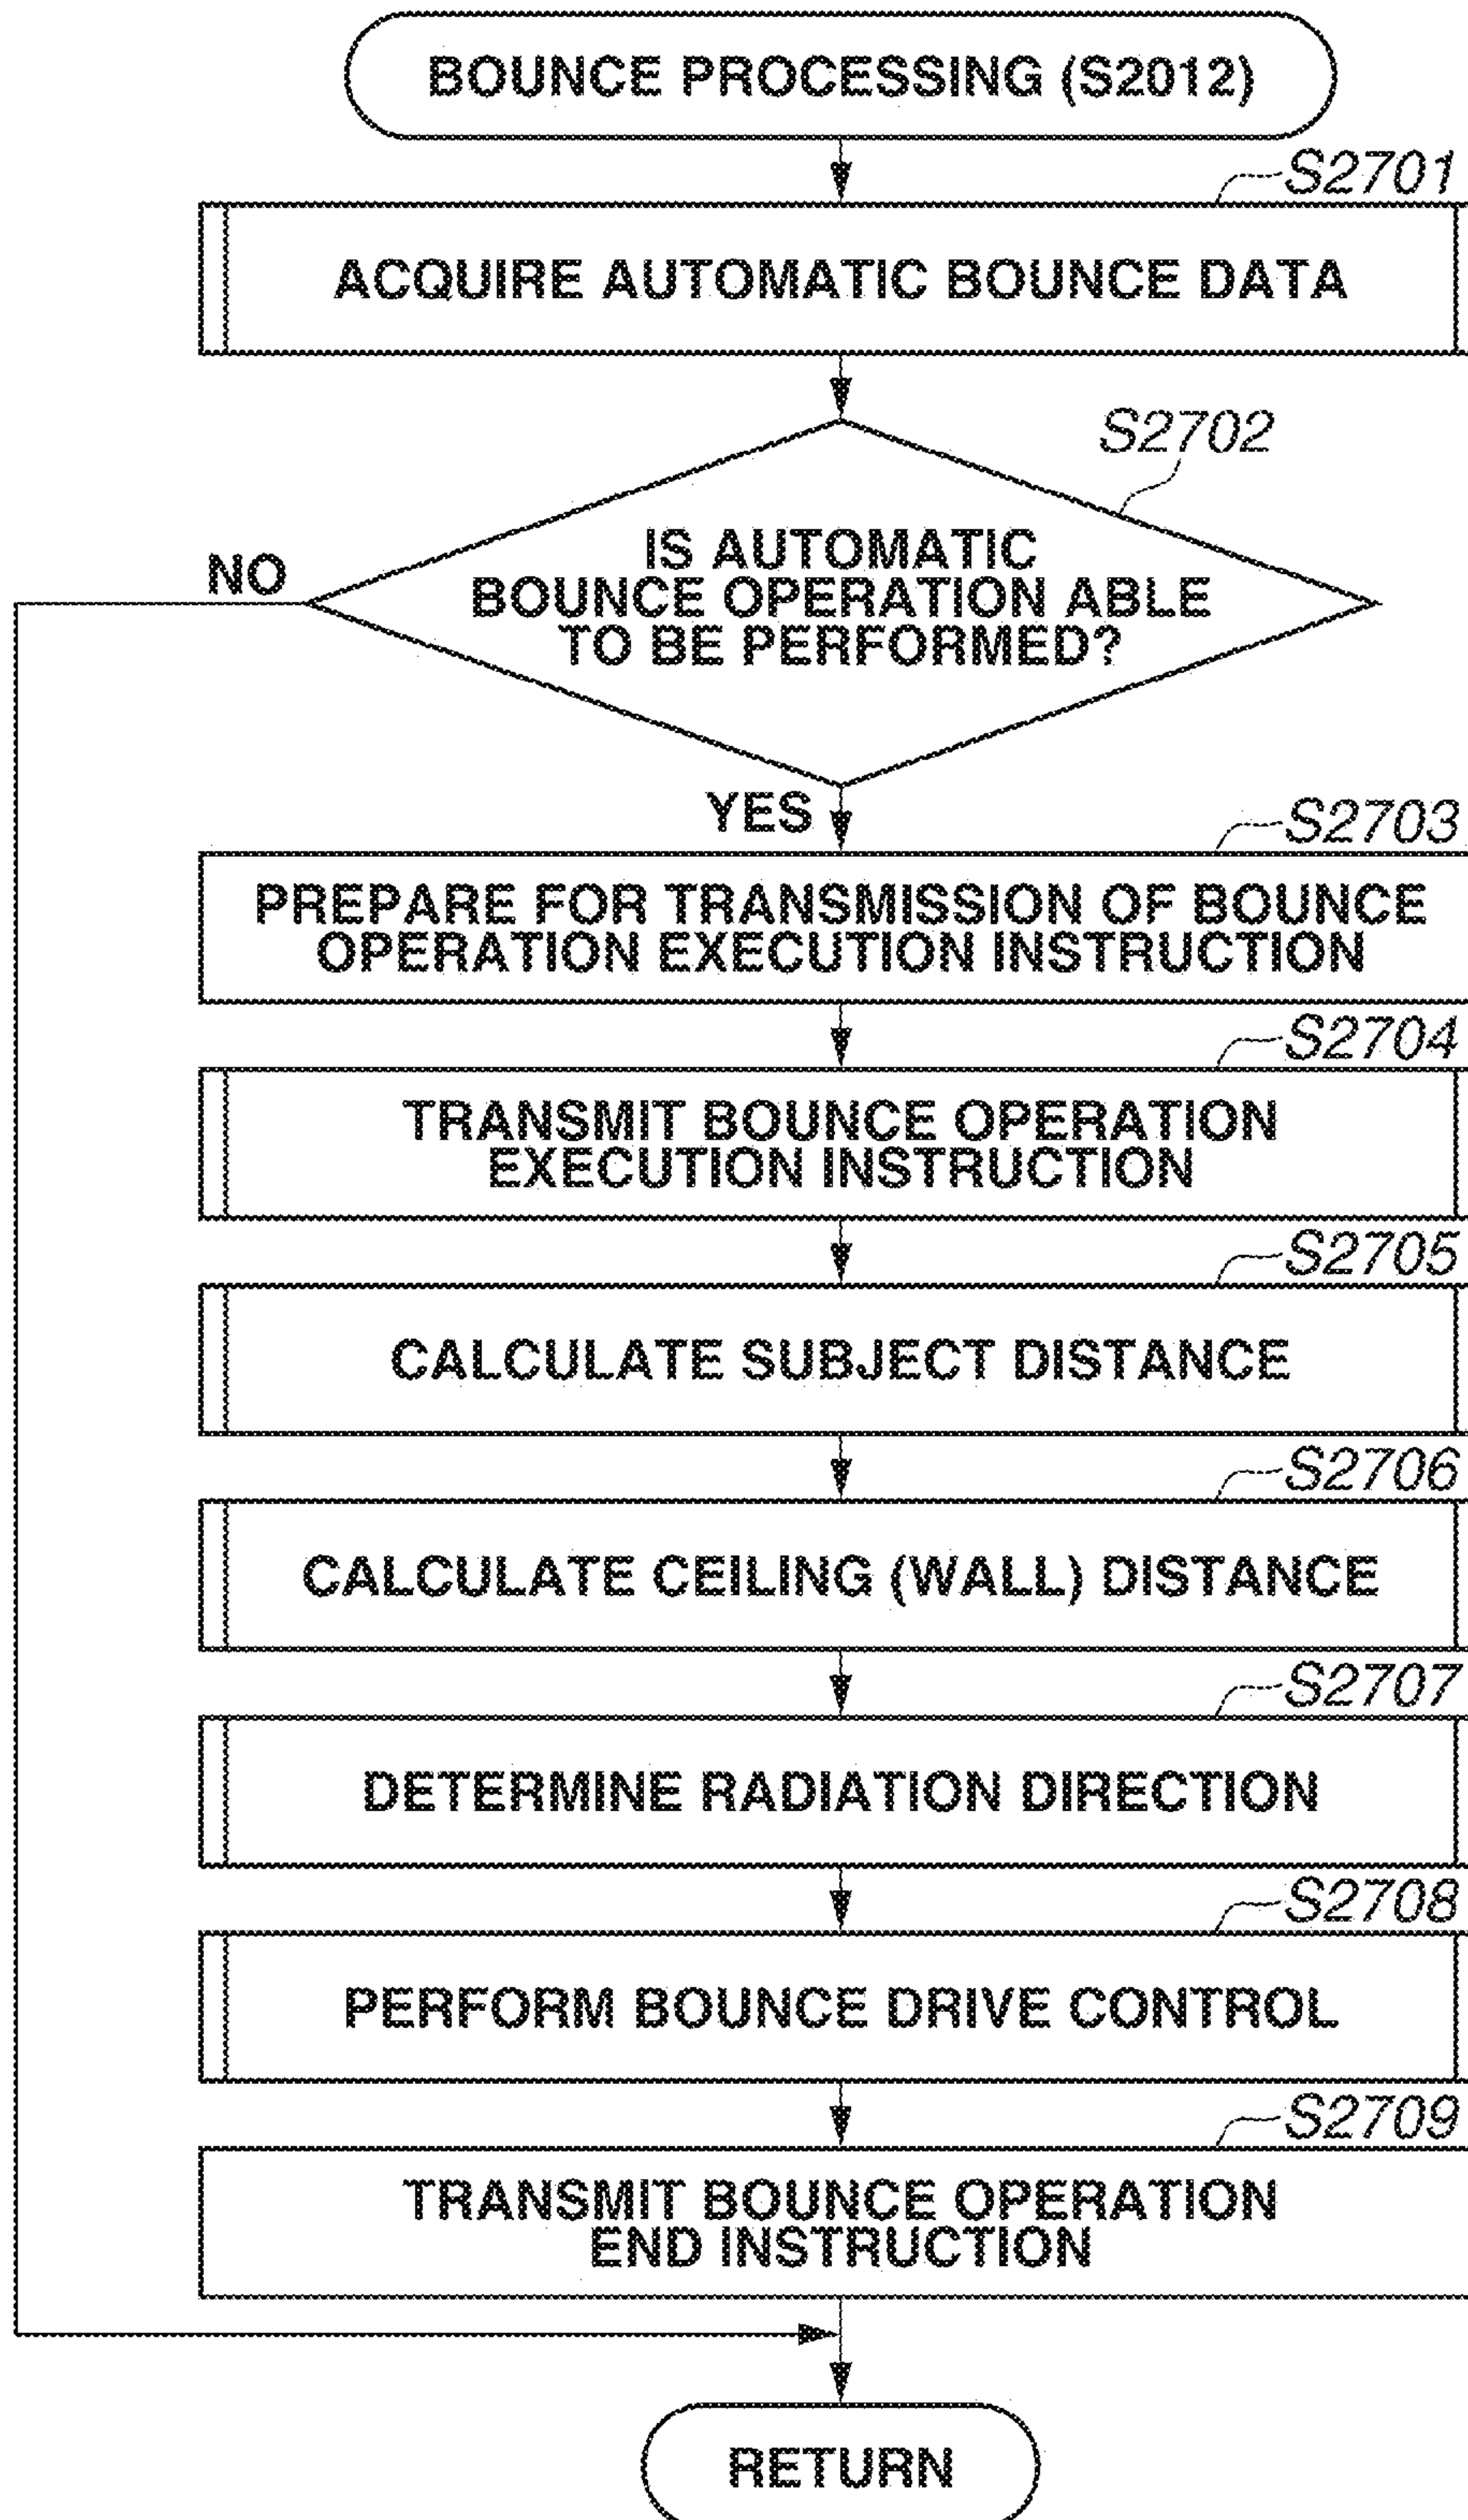 BOUNCE PROCESSING (S2012)
S2701
ACQUIRE AUTOMATIC BOUNCE DATA
S2702
IS AUTOMATIC
BOUNCE OPERATION ABLE
TO BE PERFORMED?
NO
YES
S2703
PREPARE FOR TRANSMISSION OF BOUNCE
OPERATION EXECUTION INSTRUCTION
S2704
TRANSMIT BOUNCE OPERATION
EXECUTION INSTRUCTION
S2705
CALCULATE SUBJECT DISTANCE
S2706
CALCULATE CEILING (WALL) DISTANCE
S2707
DETERMINE RADIATION DIRECTION
S2708
PERFORM BOUNCE DRIVE CONTROL
S2709
TRANSMIT BOUNCE OPERATION
END INSTRUCTION
RETURN